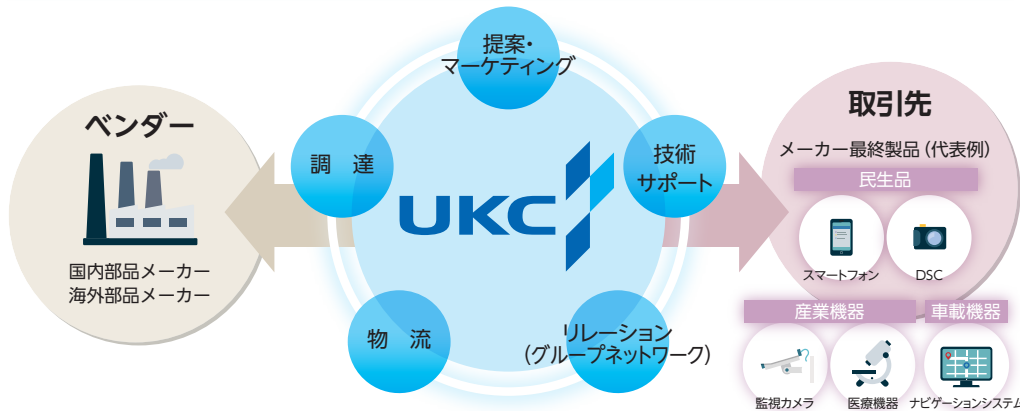 ベンダー
国内部品メーカー
海外部品メーカー
提案・
マーケティング
調 達
技術
サポート
UKC
物 流
リレーション
(グループネットワーク)
取引先
メーカー最終製品(代表例)
民生品
スマートフォン
DSC
産業機器
車載機器
監視カメラ
医療機器
ナビゲーションシステム